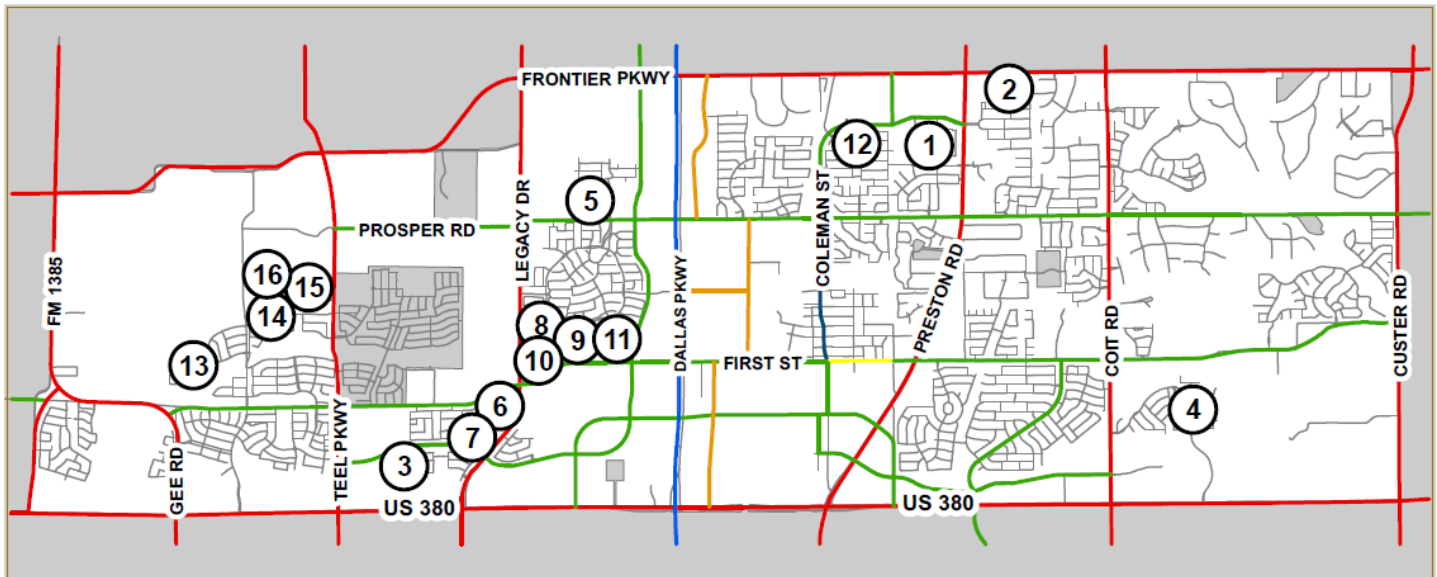 FRONTIER PKWY
2
12
1
LEGACY DR
5
COLEMAN ST
PROSPER RD
16
15
FM 1385
DALLAS PKWY
PRESTON RD
14
8
9
11
10
13
FIRST ST
COIT RD
CUSTER RD
6
4
7
3
TEEL PKWY
GEE RD
US 380
US 380